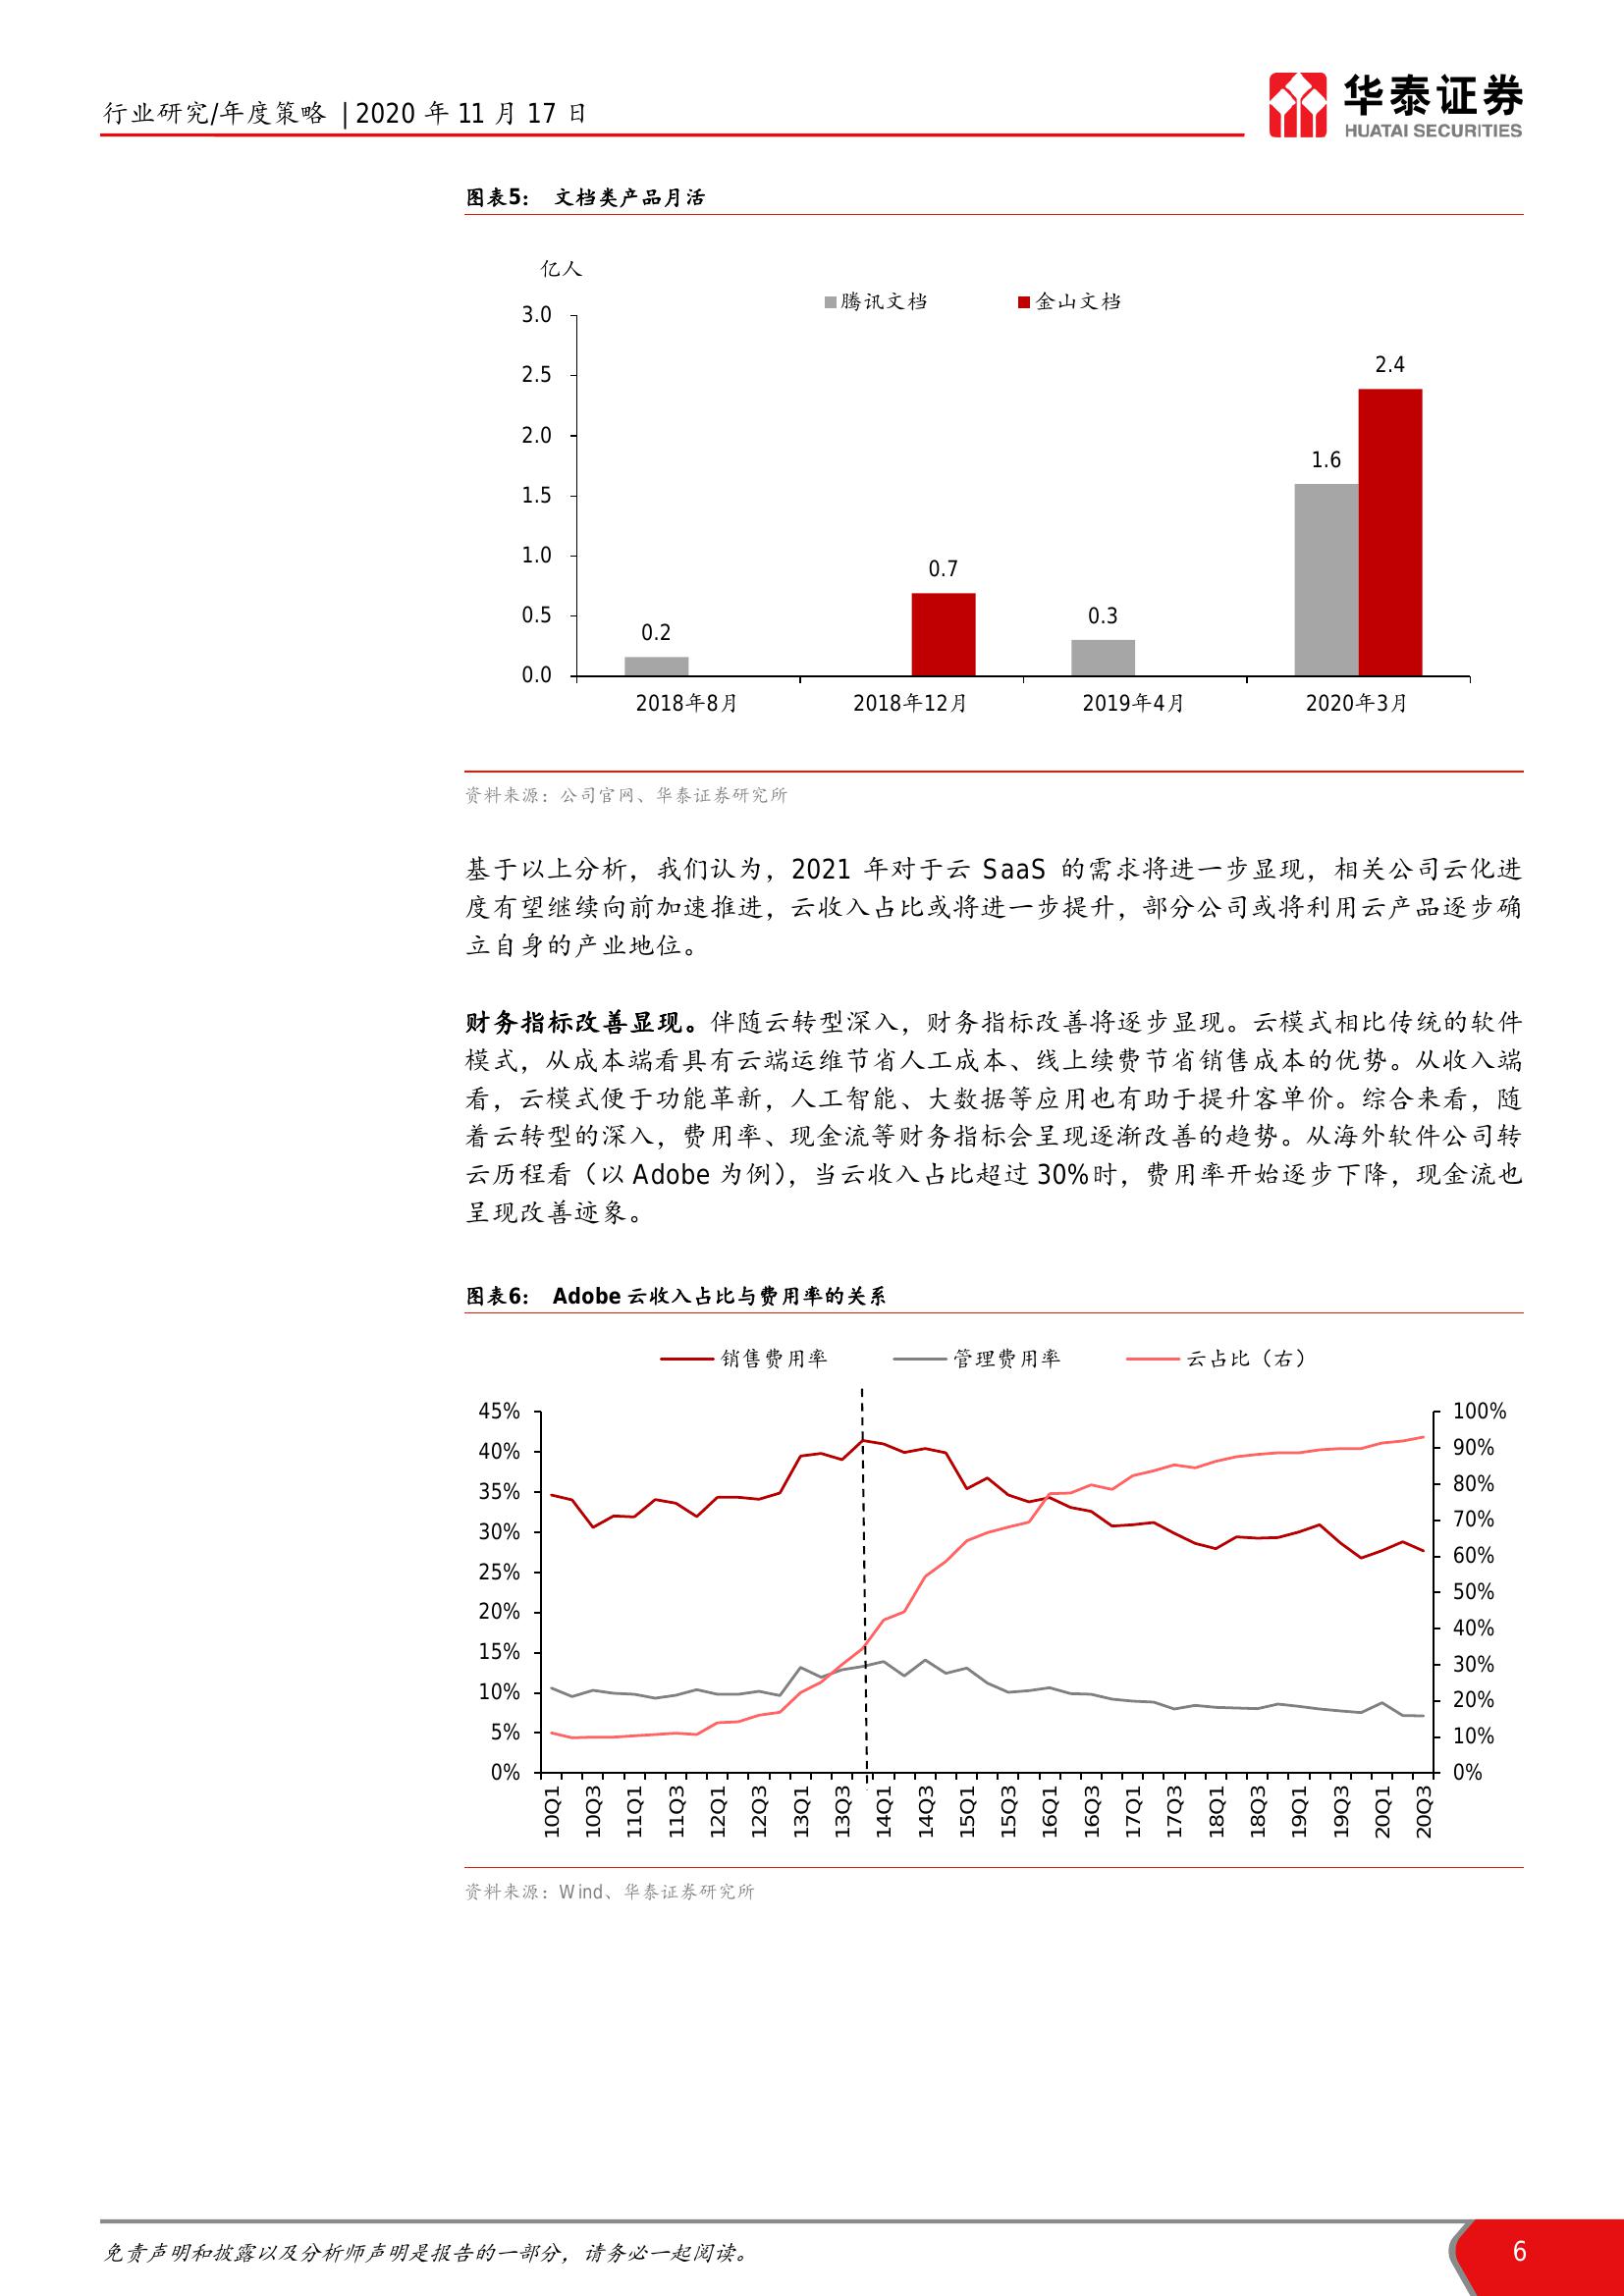 行业研究/年度策略 | 2020 年 11 月 17 日
华泰证券
HUATAI SECURITIES
图表5： 文档类产品月活
亿人
腾讯文档 金山文档
3.0
2.5
2.0
1.5
1.0
0.5
0.0
0.2
0.7
0.3
1.6
2.4
2018年8月 2018年12月 2019年4月 2020年3月
资料来源：公司官网、华泰证券研究所
基于以上分析，我们认为，2021 年对于云 SaaS 的需求将进一步显现，相关公司云化进
度有望继续向前加速推进，云收入占比或将进一步提升，部分公司或将利用云产品逐步确
立自身的产业地位。
财务指标改善显现。伴随云转型深入，财务指标改善将逐步显现。云模式相比传统的软件
模式，从成本端看具有云端运维节省人工成本、线上续费节省销售成本的优势。从收入端
看，云模式便于功能革新，人工智能、大数据等应用也有助于提升客单价。综合来看，随
着云转型的深入，费用率、现金流等财务指标会呈现逐渐改善的趋势。从海外软件公司转
云历程看（以 Adobe 为例），当云收入占比超过 30%时，费用率开始逐步下降，现金流也
呈现改善迹象。
图表6： Adobe 云收入占比与费用率的关系
销售费用率 管理费用率 云占比（右）
45%
40%
35%
30%
25%
20%
15%
10%
5%
0%
100%
90%
80%
70%
60%
50%
40%
30%
20%
10%
0%
10Q1 10Q3 11Q1 11Q3 12Q1 12Q3 13Q1 13Q3 14Q1 14Q3 15Q1 15Q3 16Q1 16Q3 17Q1 17Q3 18Q1 18Q3 19Q1 19Q3 20Q1 20Q3
资料来源：Wind、华泰证券研究所
免责声明和披露以及分析师声明是报告的一部分，请务必一起阅读。
6